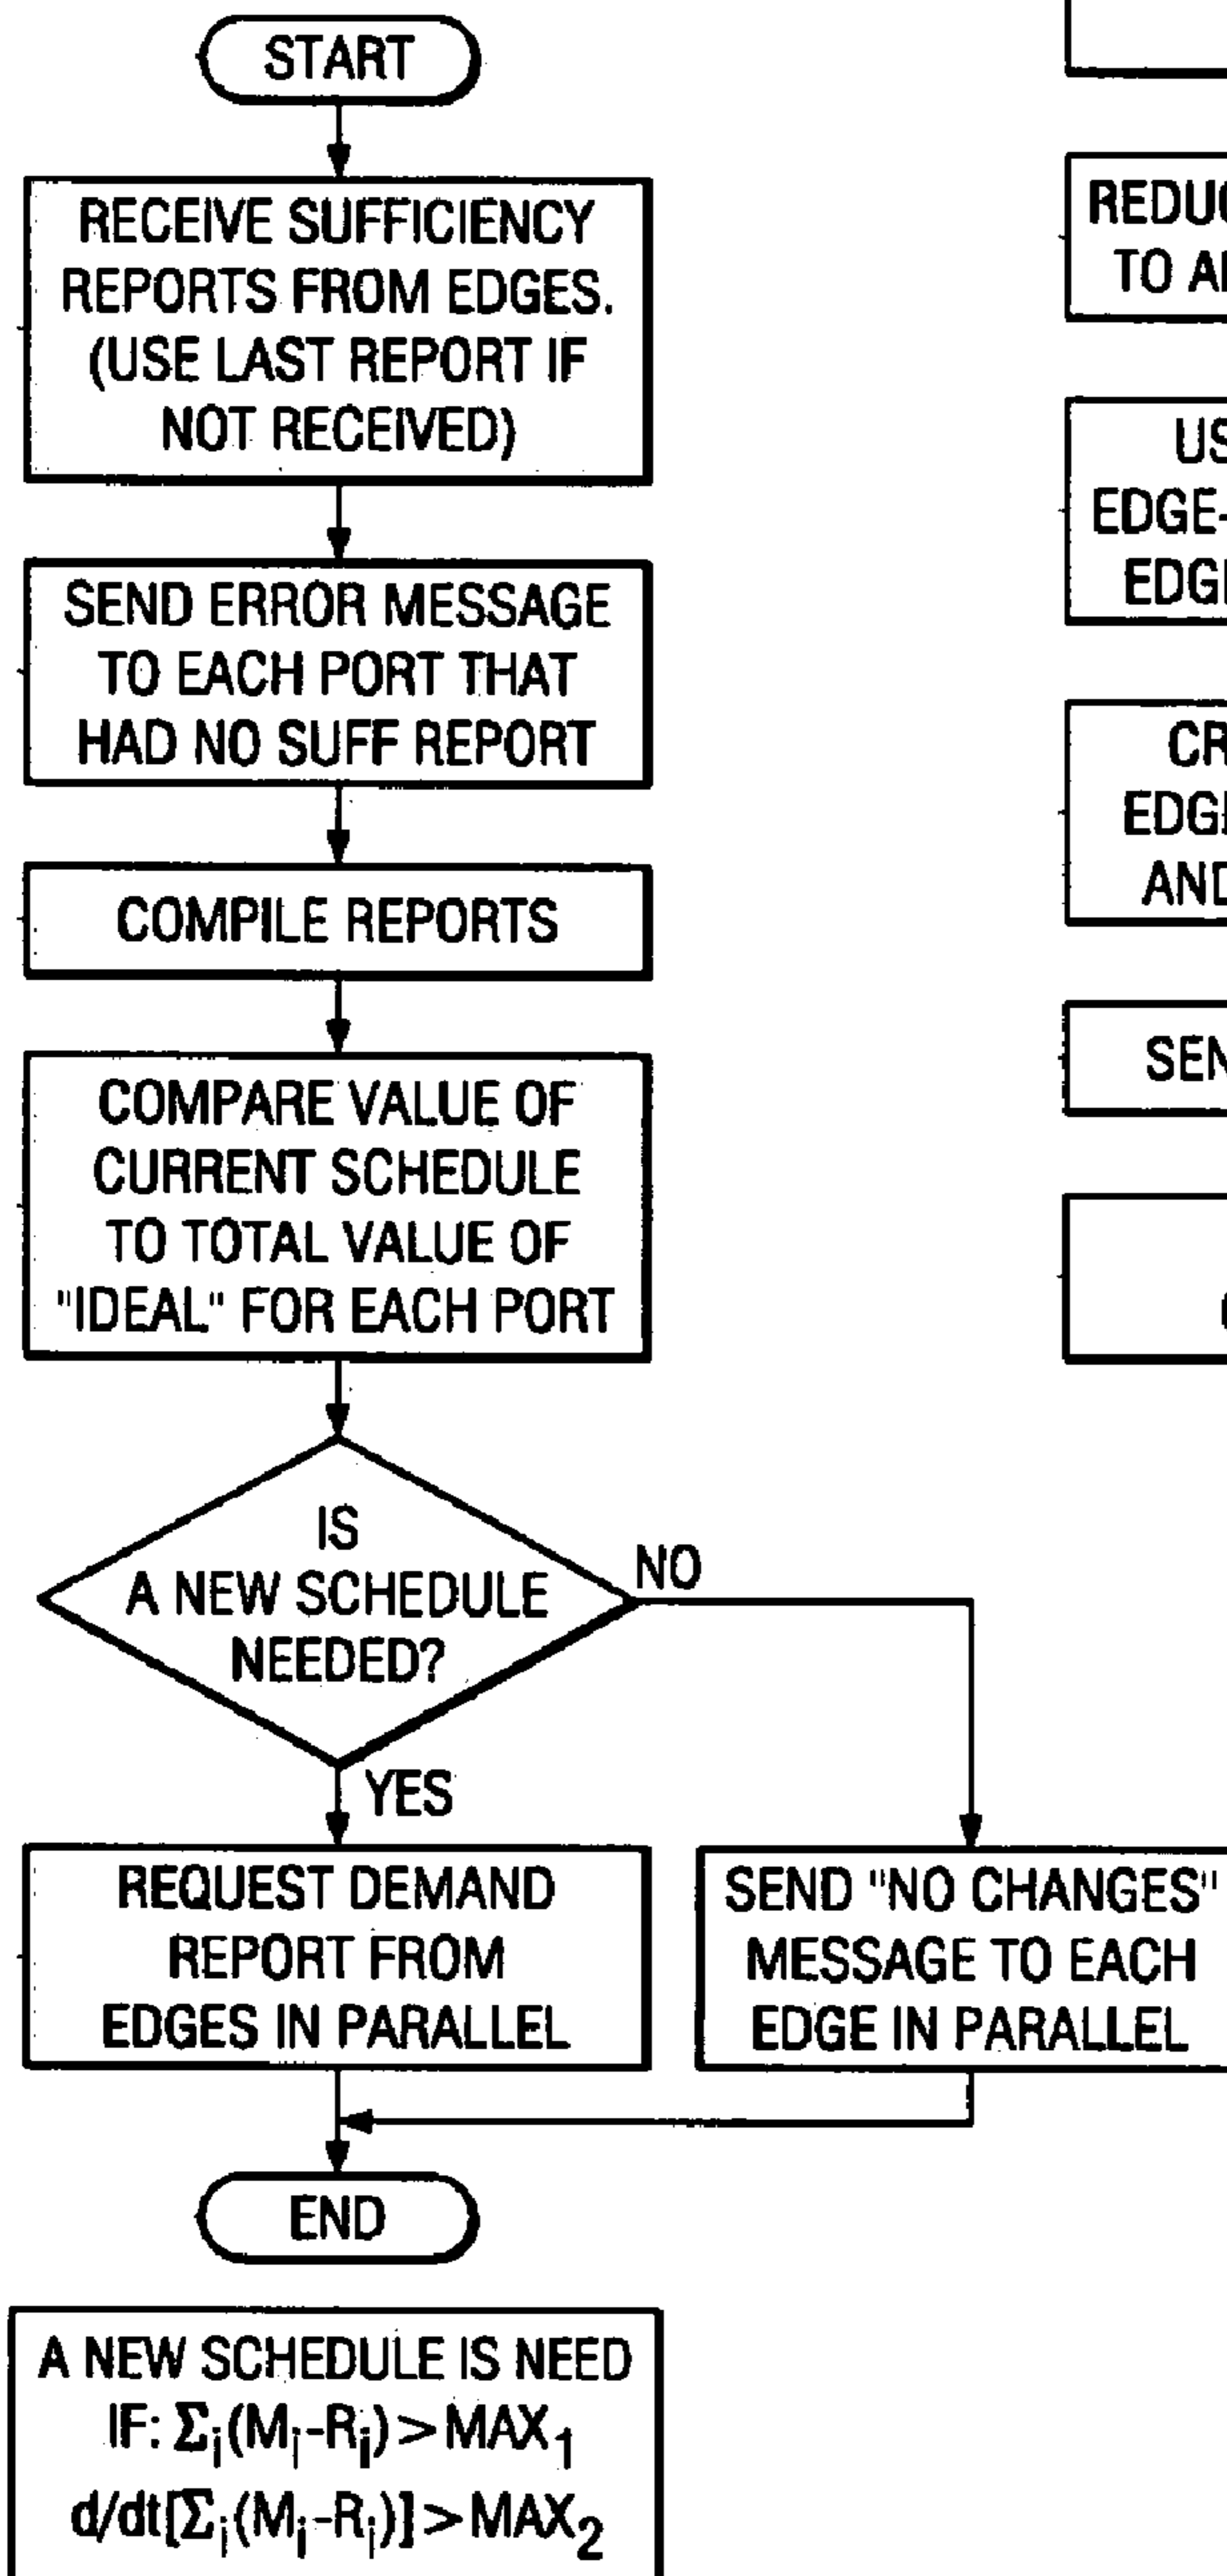 START
RECEIVE SUFFICIENCY
REPORTS FROM EDGES.
(USE LAST REPORT IF
NOT RECEIVED)
SEND ERROR MESSAGE
TO EACH PORT THAT
HAD NO SUFF REPORT
COMPILE REPORTS
COMPARE VALUE OF
CURRENT SCHEDULE
TO TOTAL VALUE OF
"IDEAL" FOR EACH PORT
IS
A NEW SCHEDULE
NEEDED?
NO
YES
REQUEST DEMAND
REPORT FROM
EDGES IN PARALLEL
SEND "NO CHANGES"
MESSAGE TO EACH
EDGE IN PARALLEL
END
A NEW SCHEDULE IS NEED
IF: Σi(Mi-Ri) > MAX1
d/dt[Σi(Mi-Ri)] > MAX2
TO
EDGE-